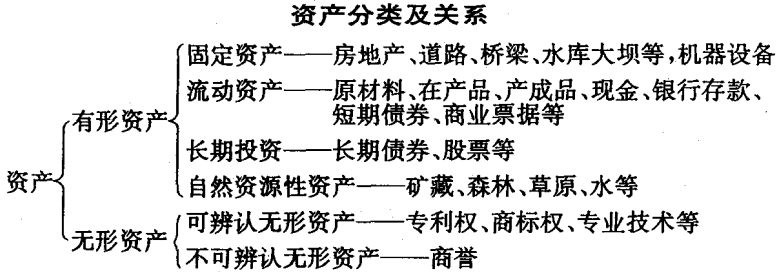 资产分类及关系
固定资产——房地产、道路、桥梁、水库大坝等,机器设备
流动资产——原材料、在产品、产成品、现金、银行存款、
短期债券、商业票据等
有形资产
长期投资——长期债券、股票等
资产
自然资源性资产——矿藏、森林、草原、水等
可辨认无形资产——专利权、商标权、专业技术等
无形资产
不可辨认无形资产——商誉